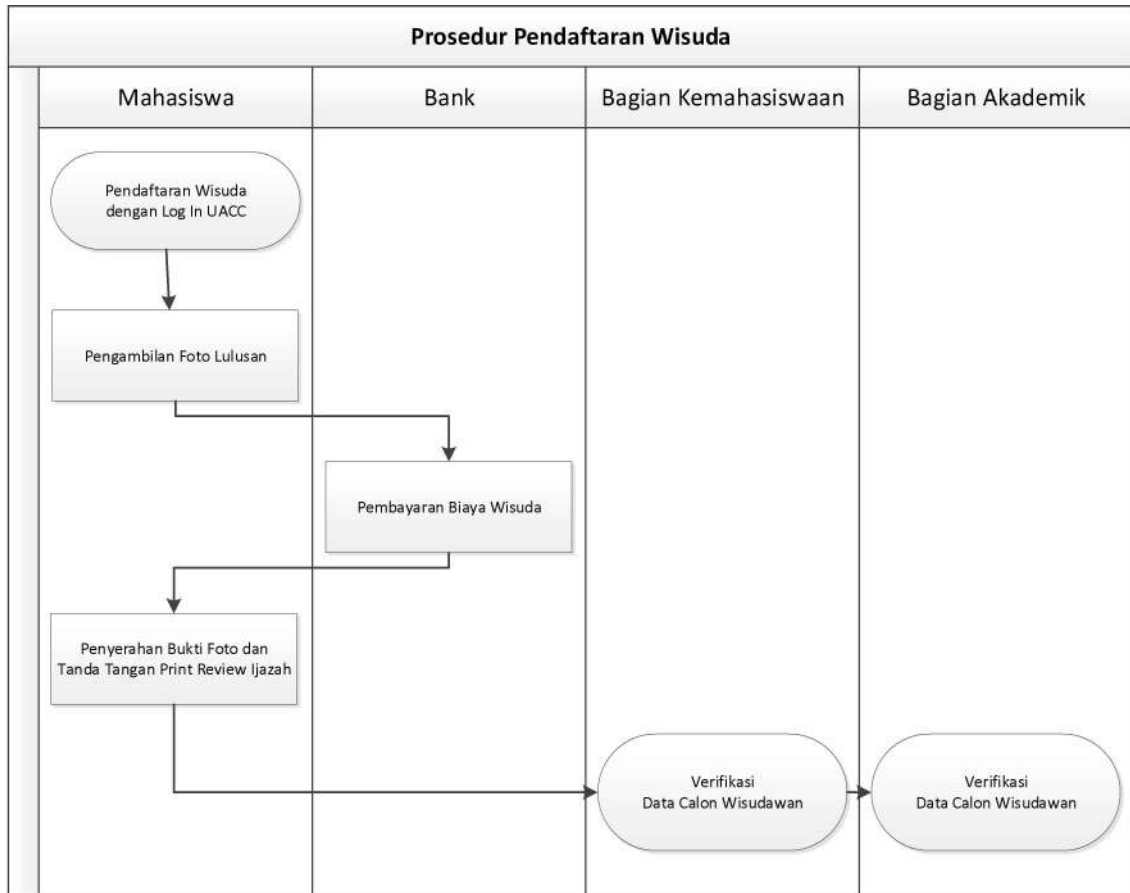 Prosedur Pendaftaran Wisuda
Mahasiswa
Bank
Bagian Kemahasiswaan
Bagian Akademik
Pendaftaran Wisuda
dengan Log In UACC
Pengambilan Foto Lulusan
Pembayaran Biaya Wisuda
Penyerahan Bukti Foto dan
Tanda Tangan Print Review Ijazah
Verifikasi
Data Calon Wisudawan
Verifikasi
Data Calon Wisudawan